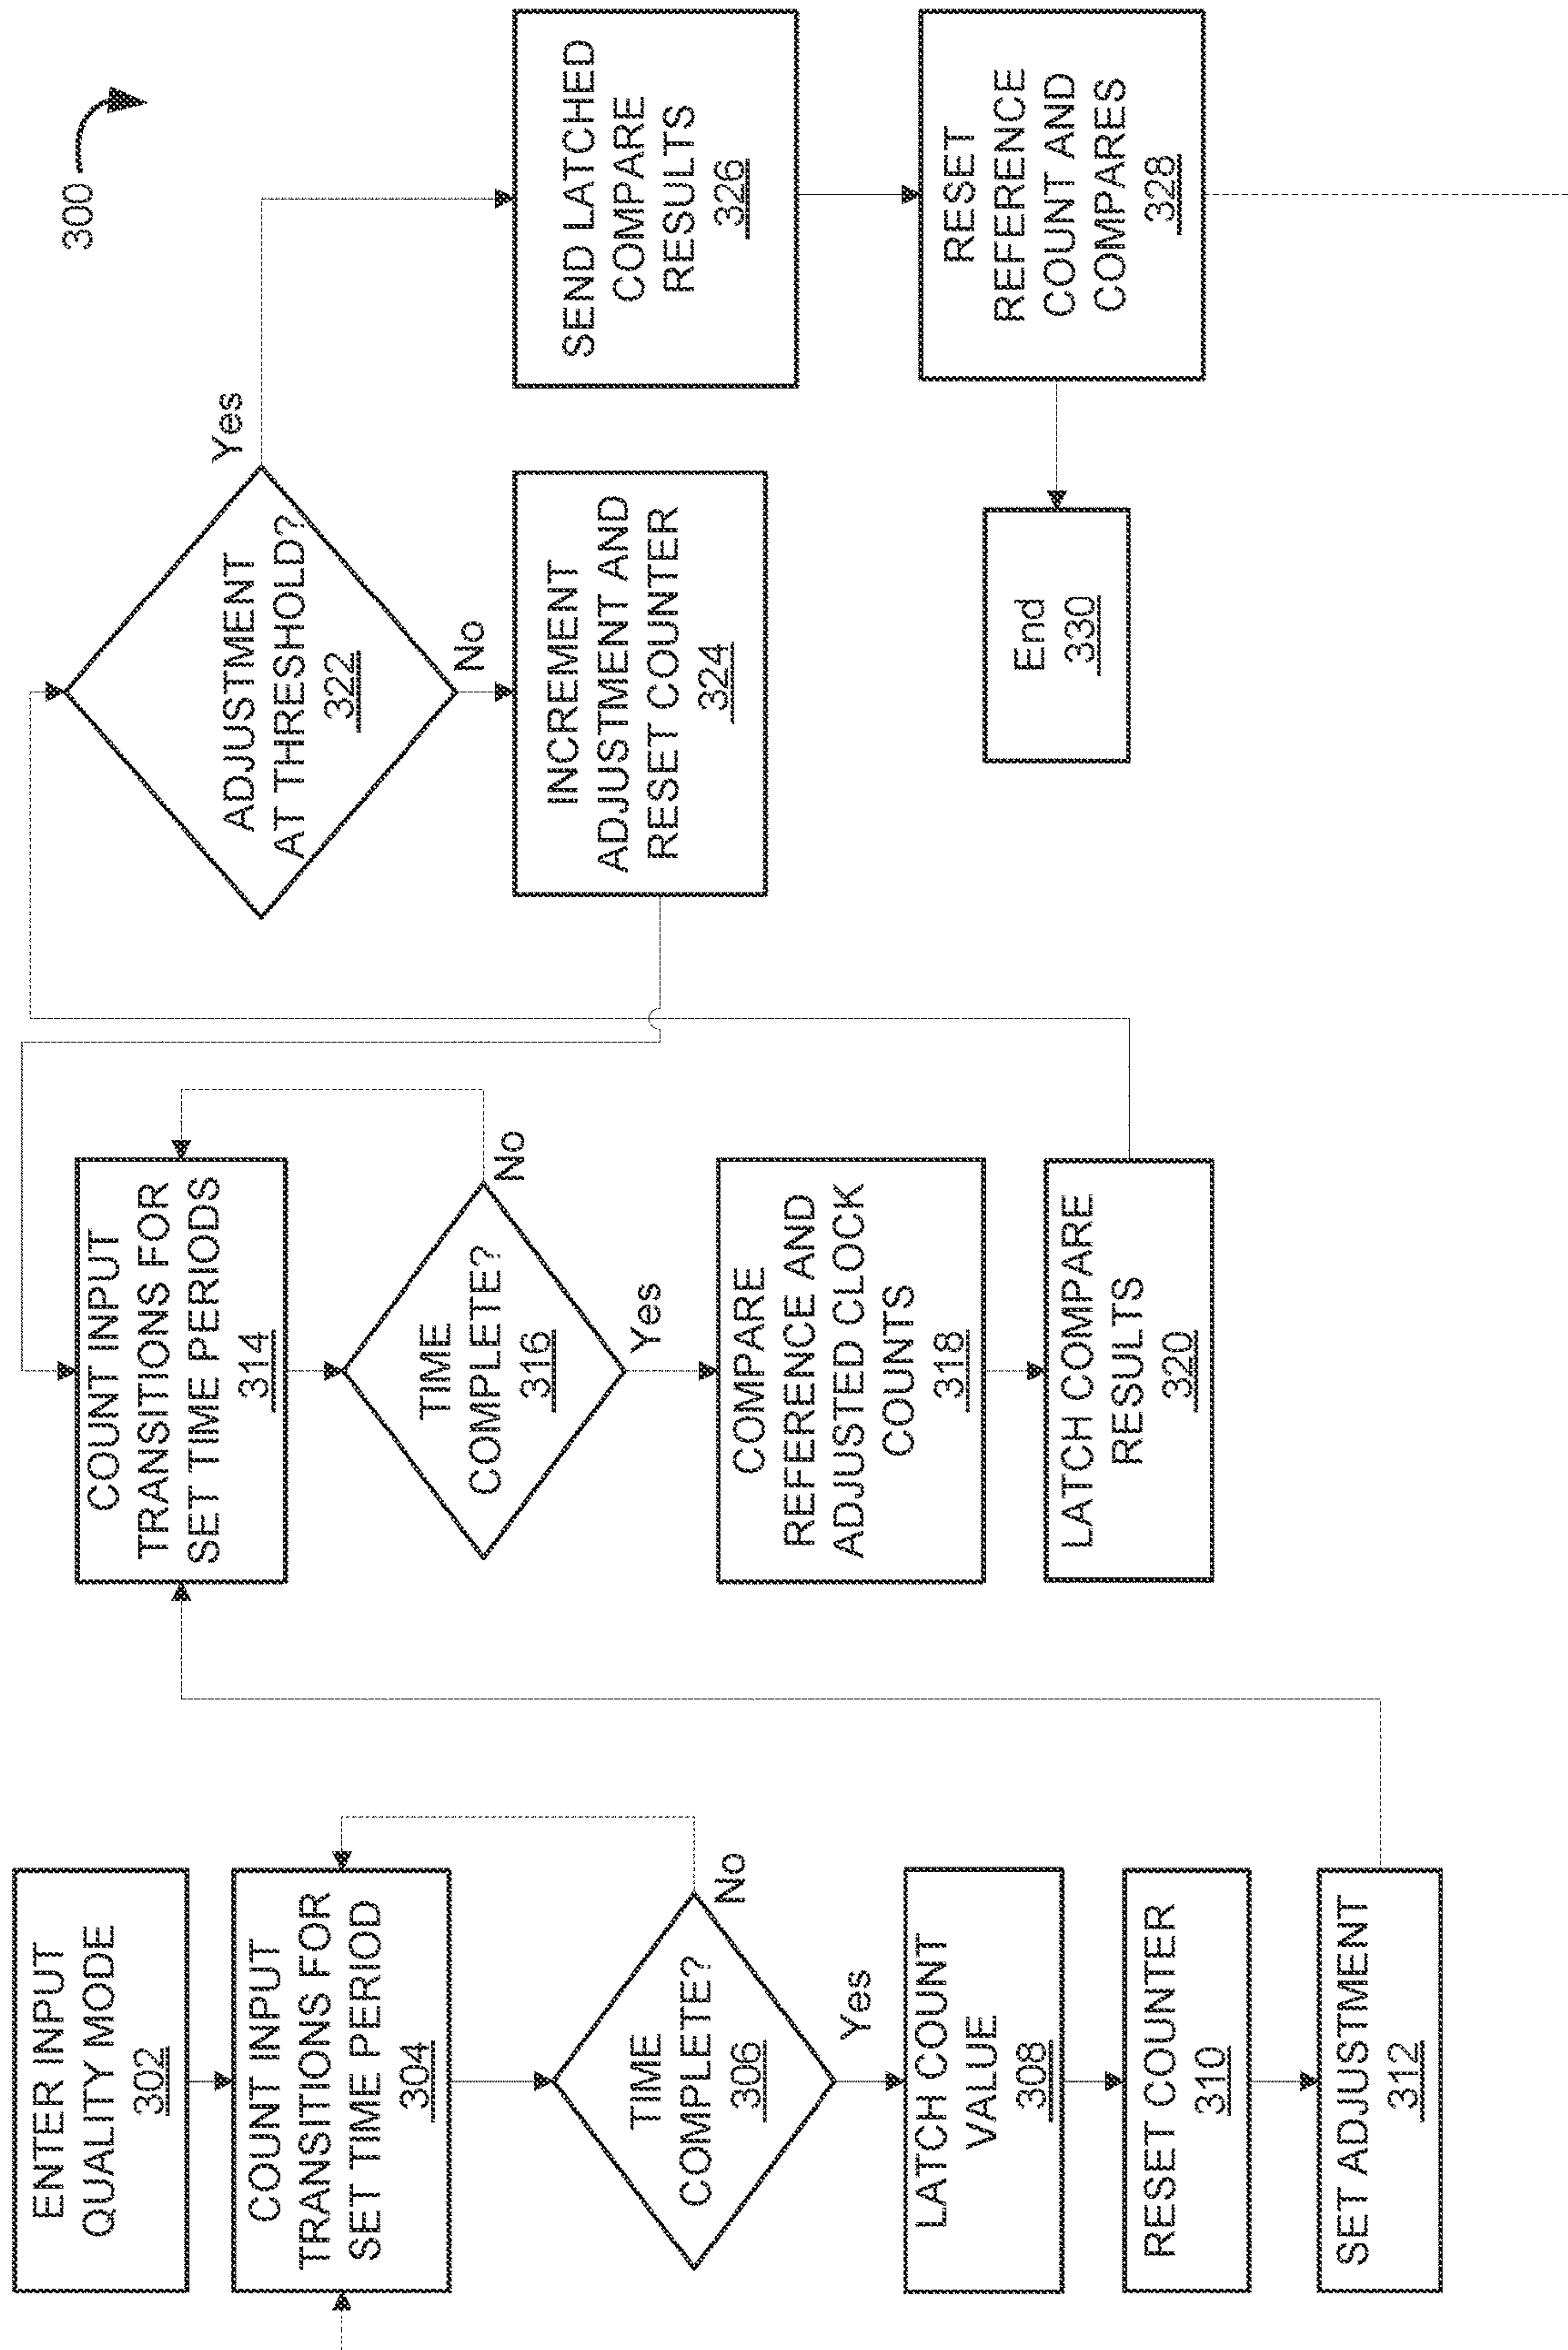 300
ENTER INPUT
QUALITY MODE
302
COUNT INPUT
TRANSITIONS FOR
SET TIME PERIOD
304
TIME
COMPLETE?
306
No
Yes
LATCH COUNT
VALUE
308
RESET COUNTER
310
SET ADJUSTMENT
312
COUNT INPUT
TRANSITIONS FOR
SET TIME PERIODS
314
TIME
COMPLETE?
316
No
Yes
COMPARE
REFERENCE AND
ADJUSTED CLOCK
COUNTS
318
LATCH COMPARE
RESULTS
320
ADJUSTMENT
AT THRESHOLD?
322
Yes
No
INCREMENT
ADJUSTMENT AND
RESET COUNTER
324
SEND LATCHED
COMPARE
RESULTS
326
RESET
REFERENCE
COUNT AND
COMPARES
328
End
330